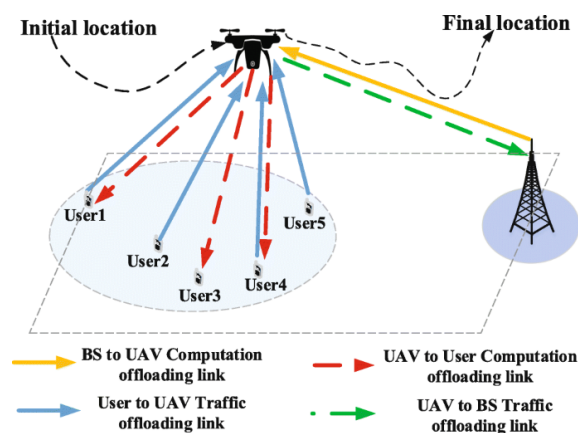 Initial location
Final location
User1
User2
User3
User4
User5
BS to UAV Computation
offloading link
UAV to User Computation
offloading link
User to UAV Traffic
offloading link
UAV to BS Traffic
offloading link